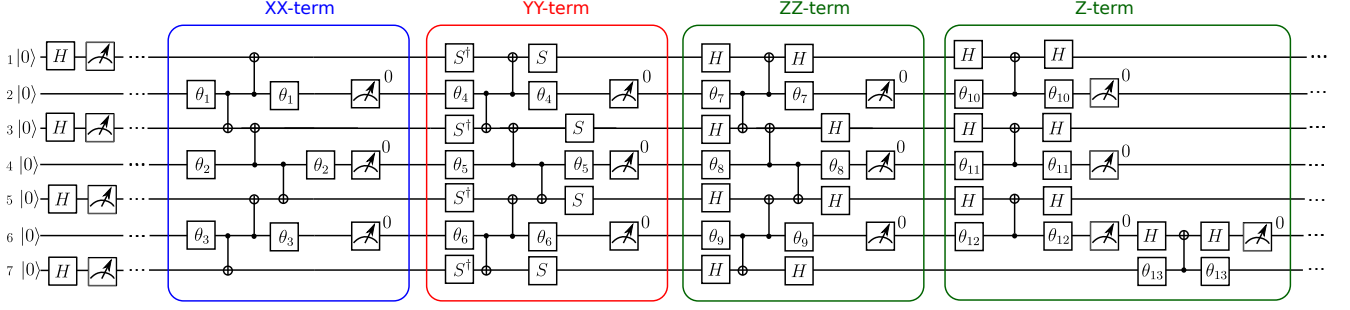 XX-term YY-term ZZ-term Z-term
1 |0⟩ H ... S† S H H H H ...
2 |0⟩ ... θ₁ θ₁ 0 θ₄ θ₄ 0 θ₇ θ₇ 0 θ₁₀ θ₁₀ 0 ...
3 |0⟩ H ... S† S H H H H ...
4 |0⟩ ... θ₂ θ₂ 0 θ₅ θ₅ 0 θ₈ θ₈ 0 θ₁₁ θ₁₁ 0 ...
5 |0⟩ H ... S† S H H H H ...
6 |0⟩ ... θ₃ θ₃ 0 θ₆ θ₆ 0 θ₉ θ₉ 0 θ₁₂ θ₁₂ 0 H H 0 ...
7 |0⟩ H ... S† S H H θ₁₃ θ₁₃ ...